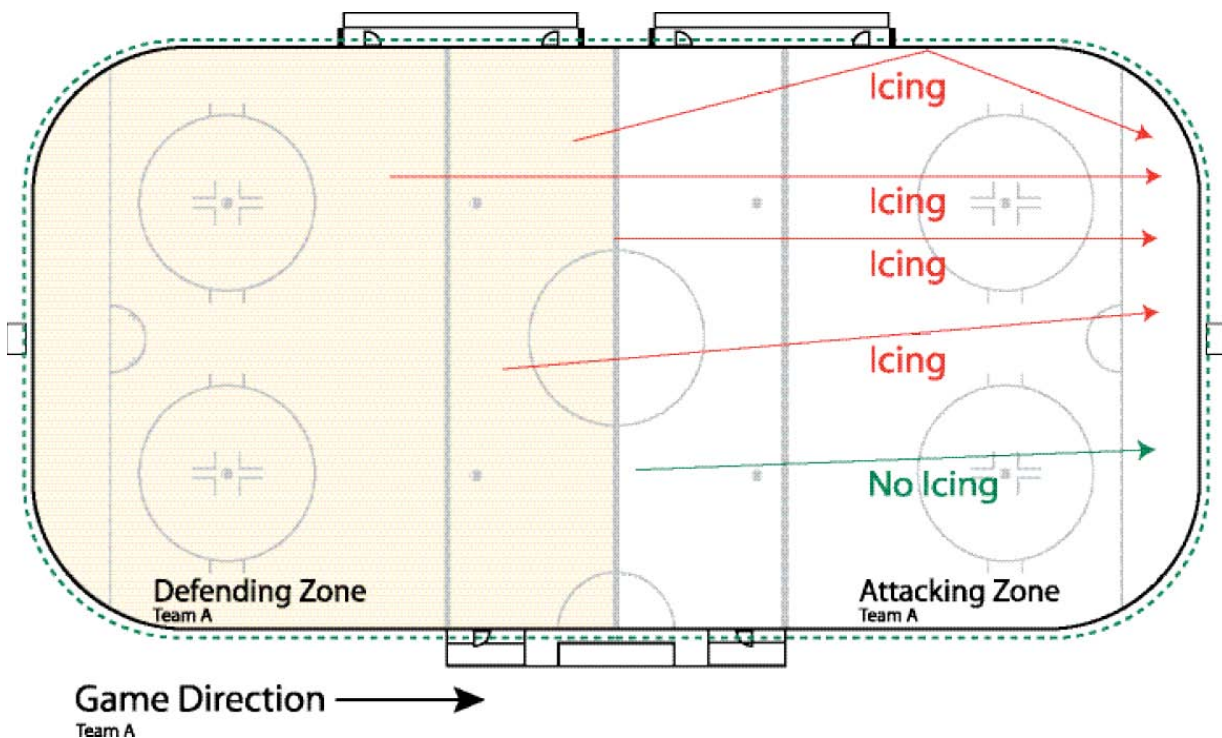 Icing
Icing
Icing
Icing
No Icing
Defending Zone
Team A
Attacking Zone
Team A
Game Direction
Team A